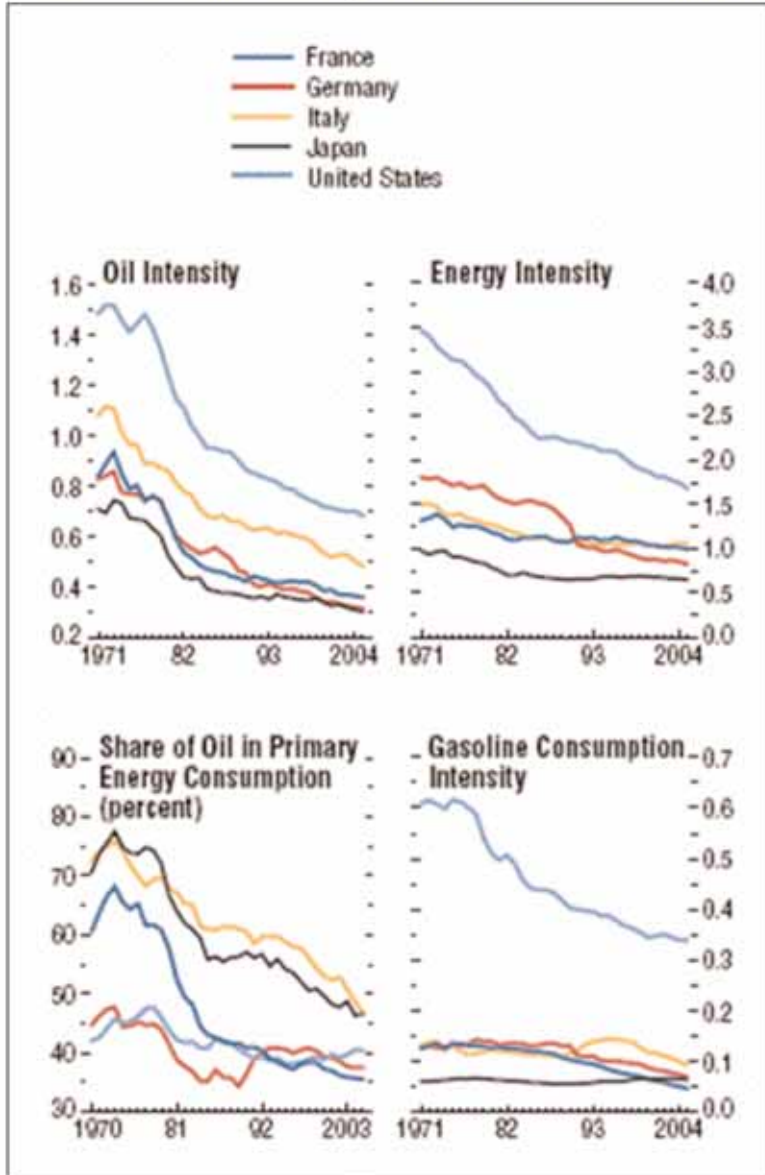 France
Germany
Italy
Japan
United States
Oil Intensity
1.6
1.4
1.2
1.0
0.8
0.6
0.4
0.2
1971 82 93 2004
Energy Intensity
4.0
3.5
3.0
2.5
2.0
1.5
1.0
0.5
0.0
1971 82 93 2004
Share of Oil in Primary
Energy Consumption
(percent)
90
80
70
60
50
40
30
1970 81 92 2003
Gasoline Consumption
Intensity
0.7
0.6
0.5
0.4
0.3
0.2
0.1
0.0
1971 82 93 2004